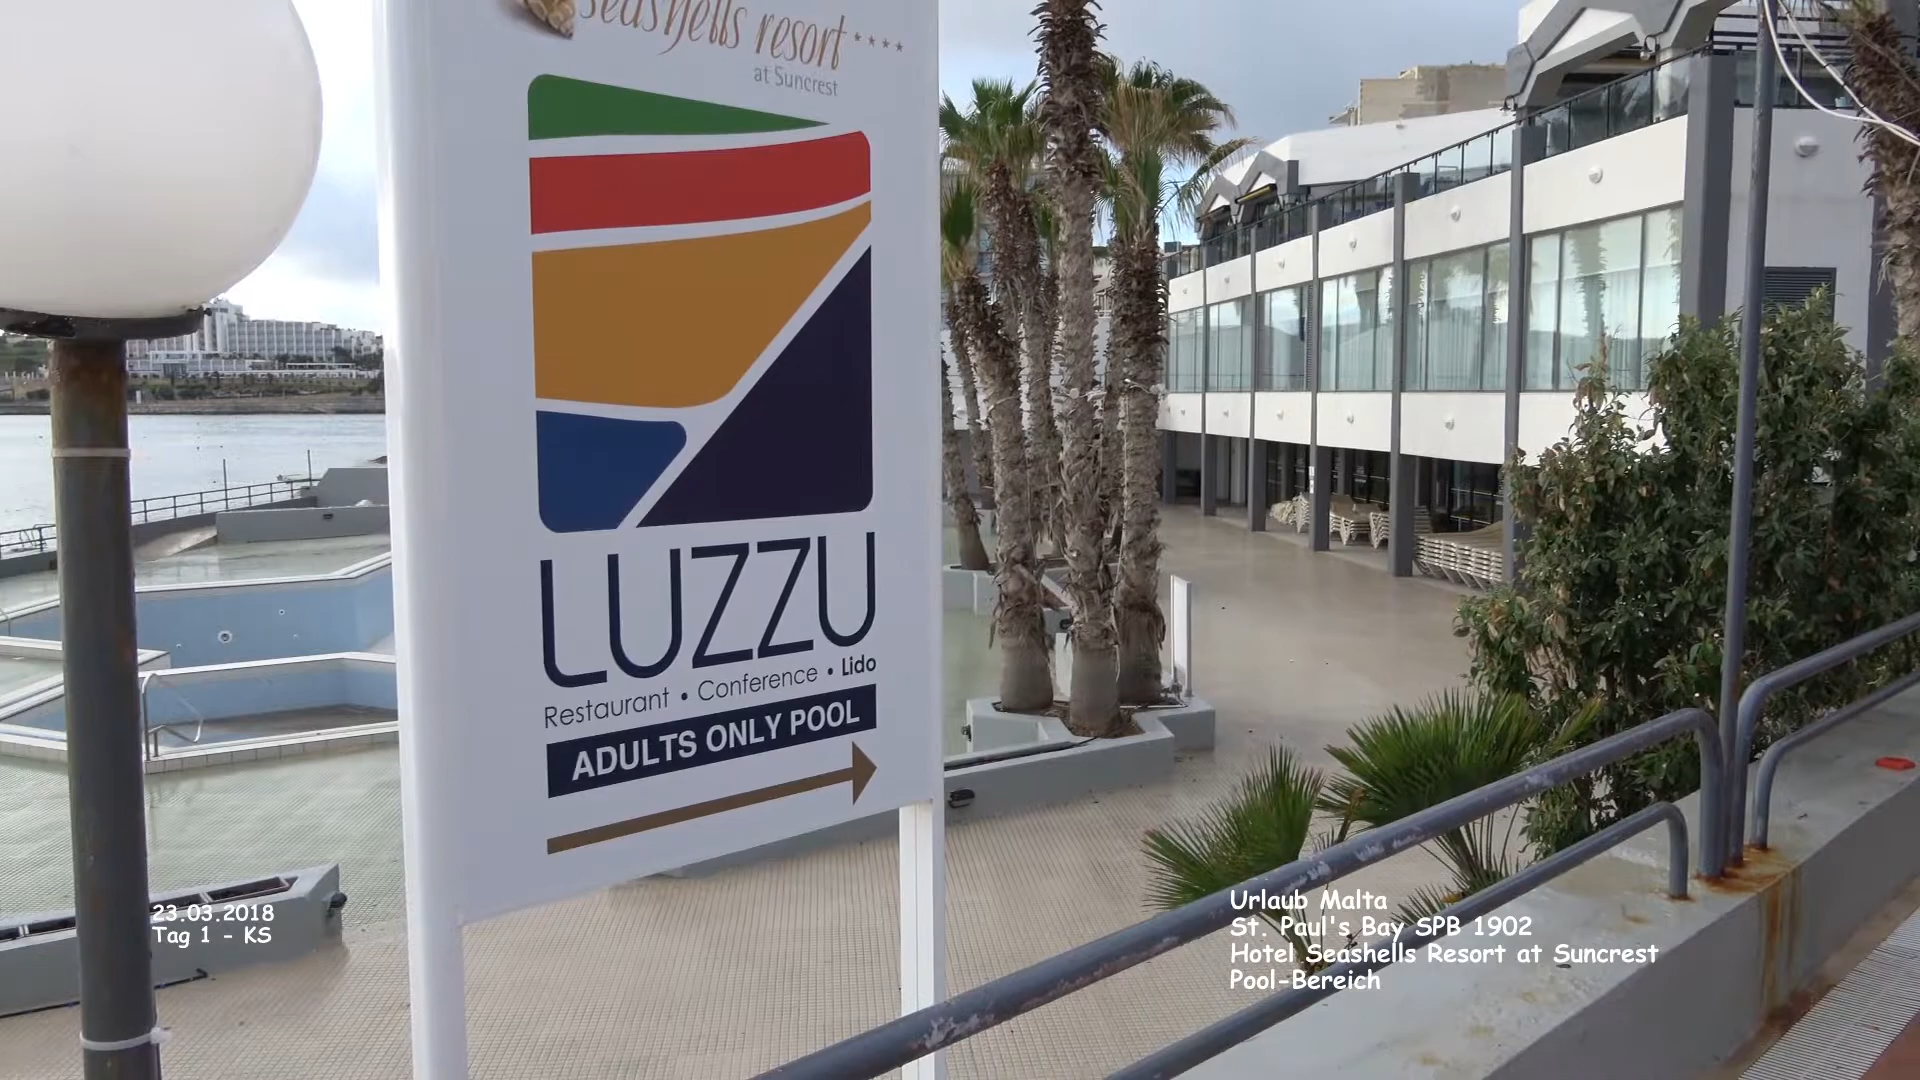 seashells resort ****
at Suncrest
LUZZU
Restaurant • Conference • Lido
ADULTS ONLY POOL
23.03.2018
Tag 1 - KS
Urlaub Malta
St. Paul's Bay SPB 1902
Hotel Seashells Resort at Suncrest
Pool-Bereich